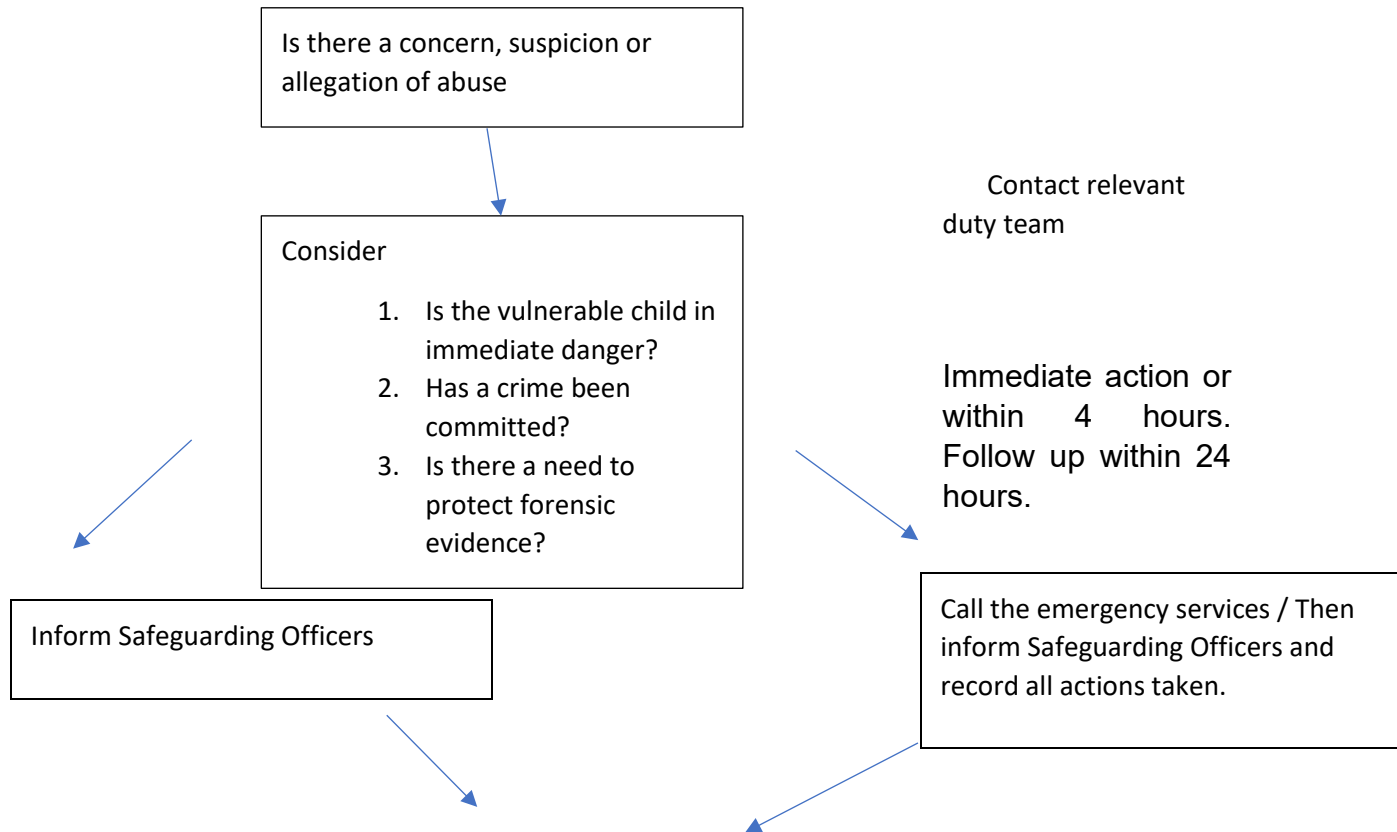 Is there a concern, suspicion or
allegation of abuse
Contact relevant
duty team
Consider
1. Is the vulnerable child in
immediate danger?
2. Has a crime been
committed?
3. Is there a need to
protect forensic
evidence?
Immediate action or
within 4 hours.
Follow up within 24
hours.
Inform Safeguarding Officers
Call the emergency services / Then
inform Safeguarding Officers and
record all actions taken.